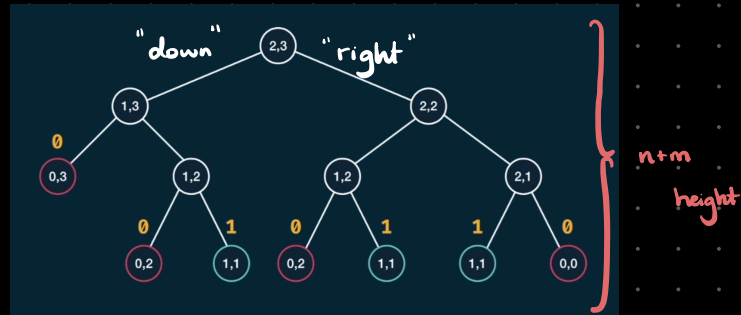 "down" "right"
2,3
1,3 2,2
0
0,3 1,2 1,2 2,1
n+m
height
0 1 0 1 1 0
0,2 1,1 0,2 1,1 1,1 0,0